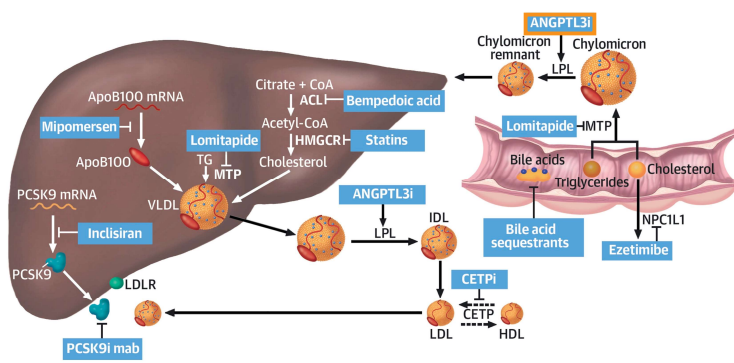 ANGPTL3i
Chylomicron
remnant
Chylomicron
LPL
Citrate + CoA
ACL
Bempedoic acid
ApoB100 mRNA
Mipomersen
Acetyl-CoA
Lomitapide
HMGCR
Statins
Lomitapide
MTP
ApoB100
TG
MTP
Cholesterol
Bile acids
Triglycerides
Cholesterol
PCSK9 mRNA
VLDL
ANGPTL3i
LPL
IDL
Inclisiran
Bile acid
sequestrants
NPC1L1
Ezetimibe
PCSK9
LDLR
CETPi
CETP
LDL
HDL
PCSK9i mab